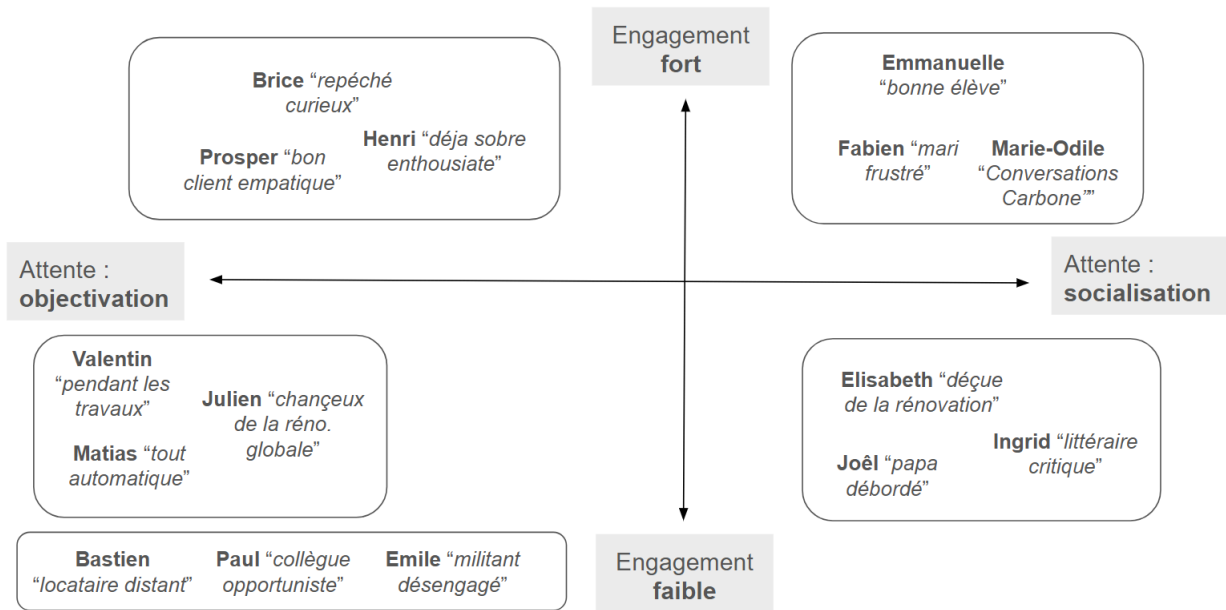 Engagement
fort
Brice “repéché
curieux”
Henri “déja sobre
enthousiate”
Prosper “bon
client empatique”
Emmanuelle
“bonne élève”
Fabien “mari
frustré”
Marie-Odile
“Conversations
Carbone””
Attente :
objectivation
Attente :
socialisation
Valentin
“pendant les
travaux”
Julien “chançeux
de la réno.
globale”
Matias “tout
automatique”
Elisabeth “déçue
de la rénovation”
Ingrid “littéraire
critique”
Joêl “papa
débordé”
Bastien
“locataire distant”
Paul “collègue
opportuniste”
Emile “militant
désengagé”
Engagement
faible